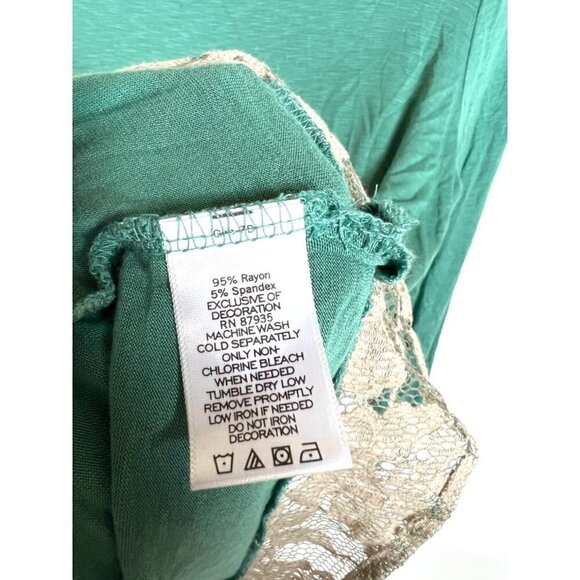 95% Rayon
5% Spandex
EXCLUSIVE OF
DECORATION
RN 87935
MACHINE WASH
COLD SEPARATELY
ONLY NON-
CHLORINE BLEACH
WHEN NEEDED
TUMBLE DRY LOW
REMOVE PROMPTLY
LOW IRON IF NEEDED
DO NOT IRON
DECORATION